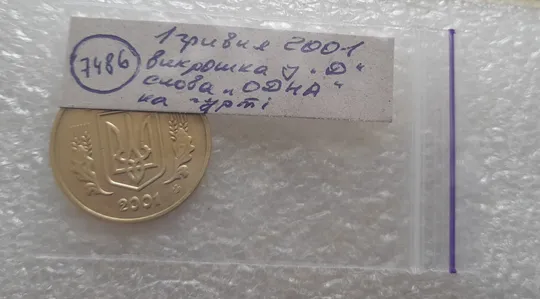 7486
1 гривня 2001
викрошка у „Д“
слова „ОДНА“
на гурті
2001